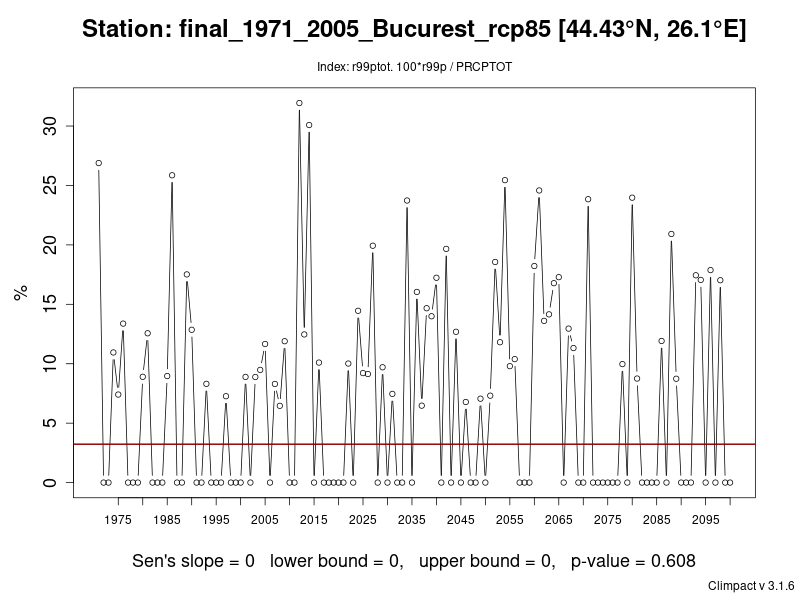 Station: final_1971_2005_Bucurest_rcp85 [44.43°N, 26.1°E]
Index: r99ptot. 100*r99p / PRCPTOT
30
25
20
15
10
5
0
%
1975 1985 1995 2005 2015 2025 2035 2045 2055 2065 2075 2085 2095
Sen's slope = 0 lower bound = 0, upper bound = 0, p-value = 0.608
Climpact v 3.1.6